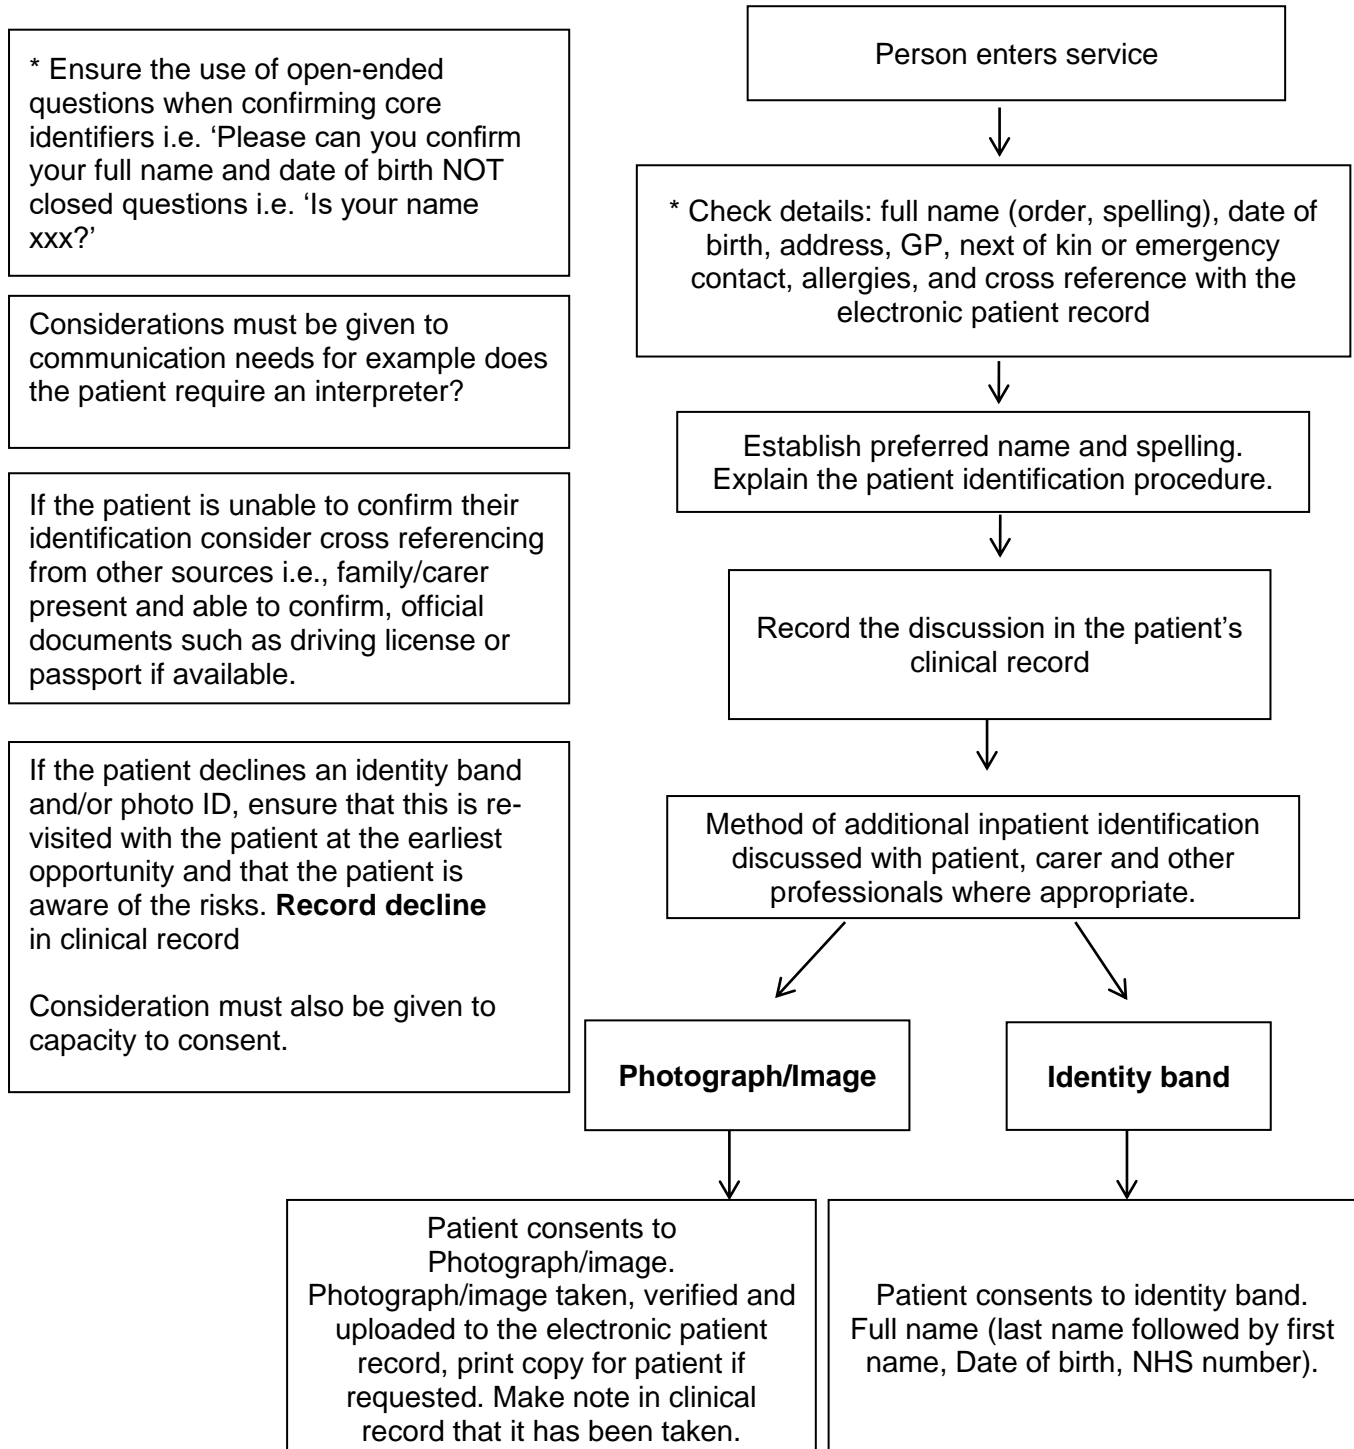 * Ensure the use of open-ended
questions when confirming core
identifiers i.e. ‘Please can you confirm
your full name and date of birth NOT
closed questions i.e. ‘Is your name
xxx?’
Considerations must be given to
communication needs for example does
the patient require an interpreter?
If the patient is unable to confirm their
identification consider cross referencing
from other sources i.e., family/carer
present and able to confirm, official
documents such as driving license or
passport if available.
If the patient declines an identity band
and/or photo ID, ensure that this is re-
visited with the patient at the earliest
opportunity and that the patient is
aware of the risks. Record decline
in clinical record
Consideration must also be given to
capacity to consent.
Person enters service
* Check details: full name (order, spelling), date of
birth, address, GP, next of kin or emergency
contact, allergies, and cross reference with the
electronic patient record
Establish preferred name and spelling.
Explain the patient identification procedure.
Record the discussion in the patient’s
clinical record
Method of additional inpatient identification
discussed with patient, carer and other
professionals where appropriate.
Photograph/Image
Identity band
Patient consents to
Photograph/image.
Photograph/image taken, verified and
uploaded to the electronic patient
record, print copy for patient if
requested. Make note in clinical
record that it has been taken.
Patient consents to identity band.
Full name (last name followed by first
name, Date of birth, NHS number).